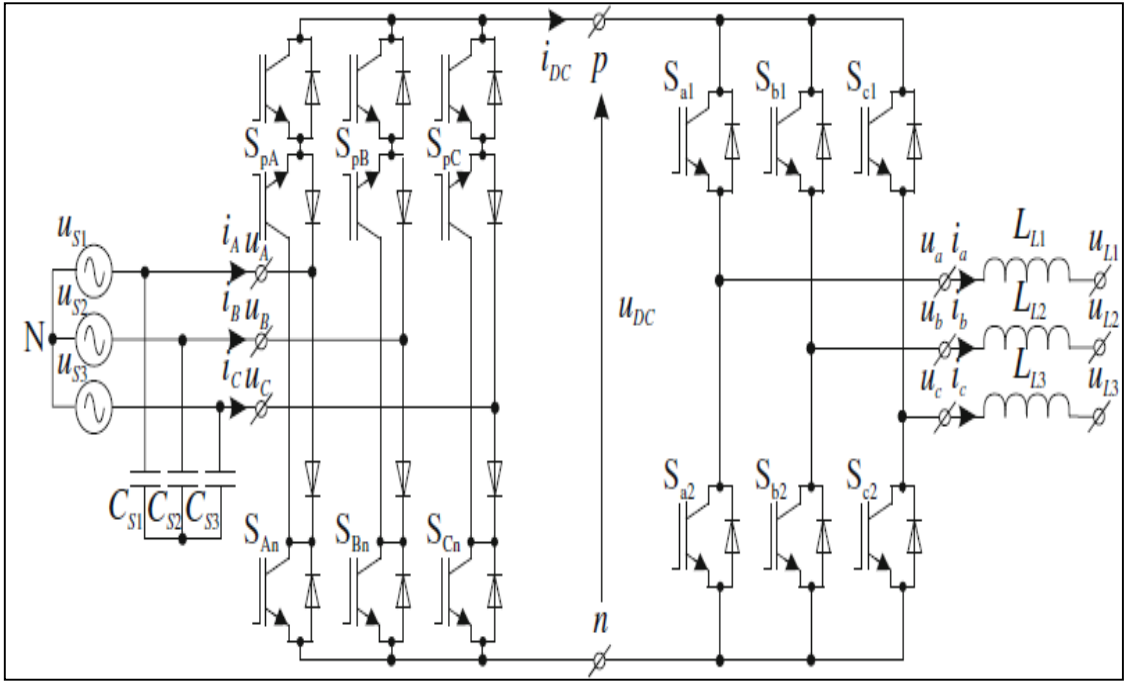 i_DC p
S_a1 S_b1 S_c1
S_pA S_pB S_pC
u_S1 i_A u_A
u_S2 i_B u_B
N
u_S3 i_C u_C
u_DC
u_a i_a L_L1 u_L1
u_b i_b L_L2 u_L2
u_c i_c L_L3 u_L3
C_S1 C_S2 C_S3
S_An S_Bn S_Cn
S_a2 S_b2 S_c2
n